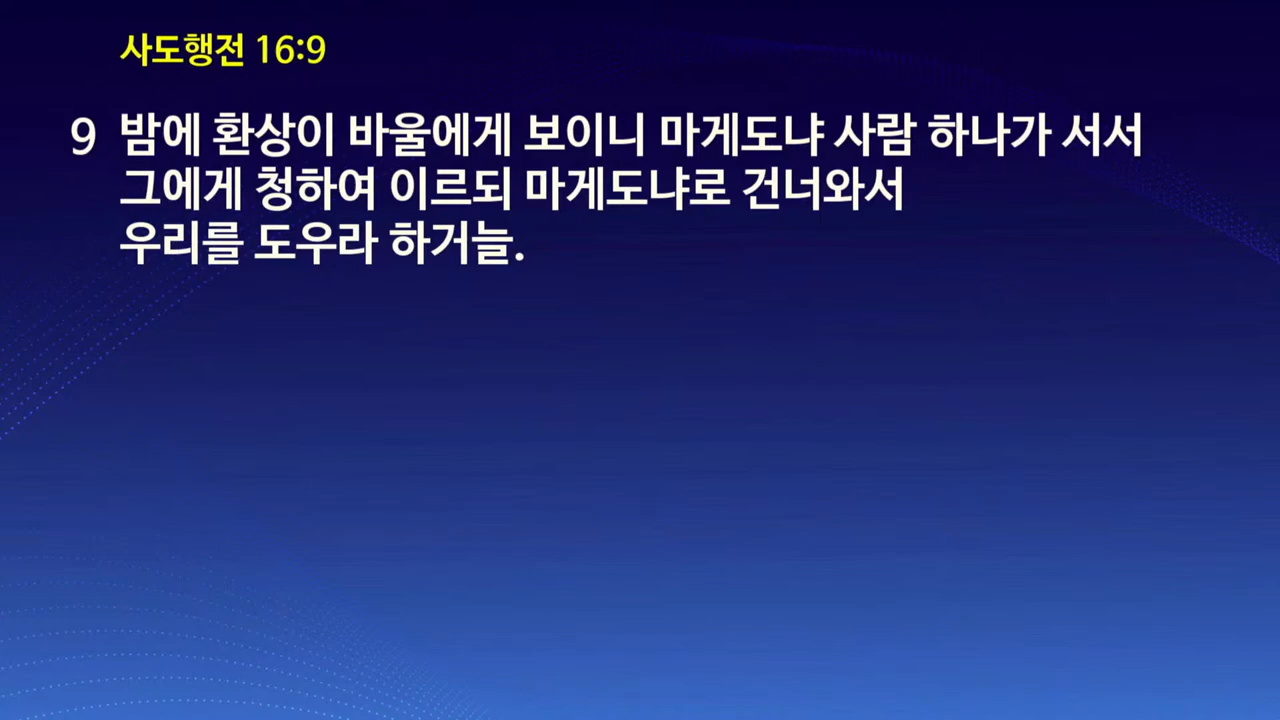 사도행전 16:9
9 밤에 환상이 바울에게 보이니 마게도냐 사람 하나가 서서
그에게 청하여 이르되 마게도냐로 건너와서
우리를 도우라 하거늘.